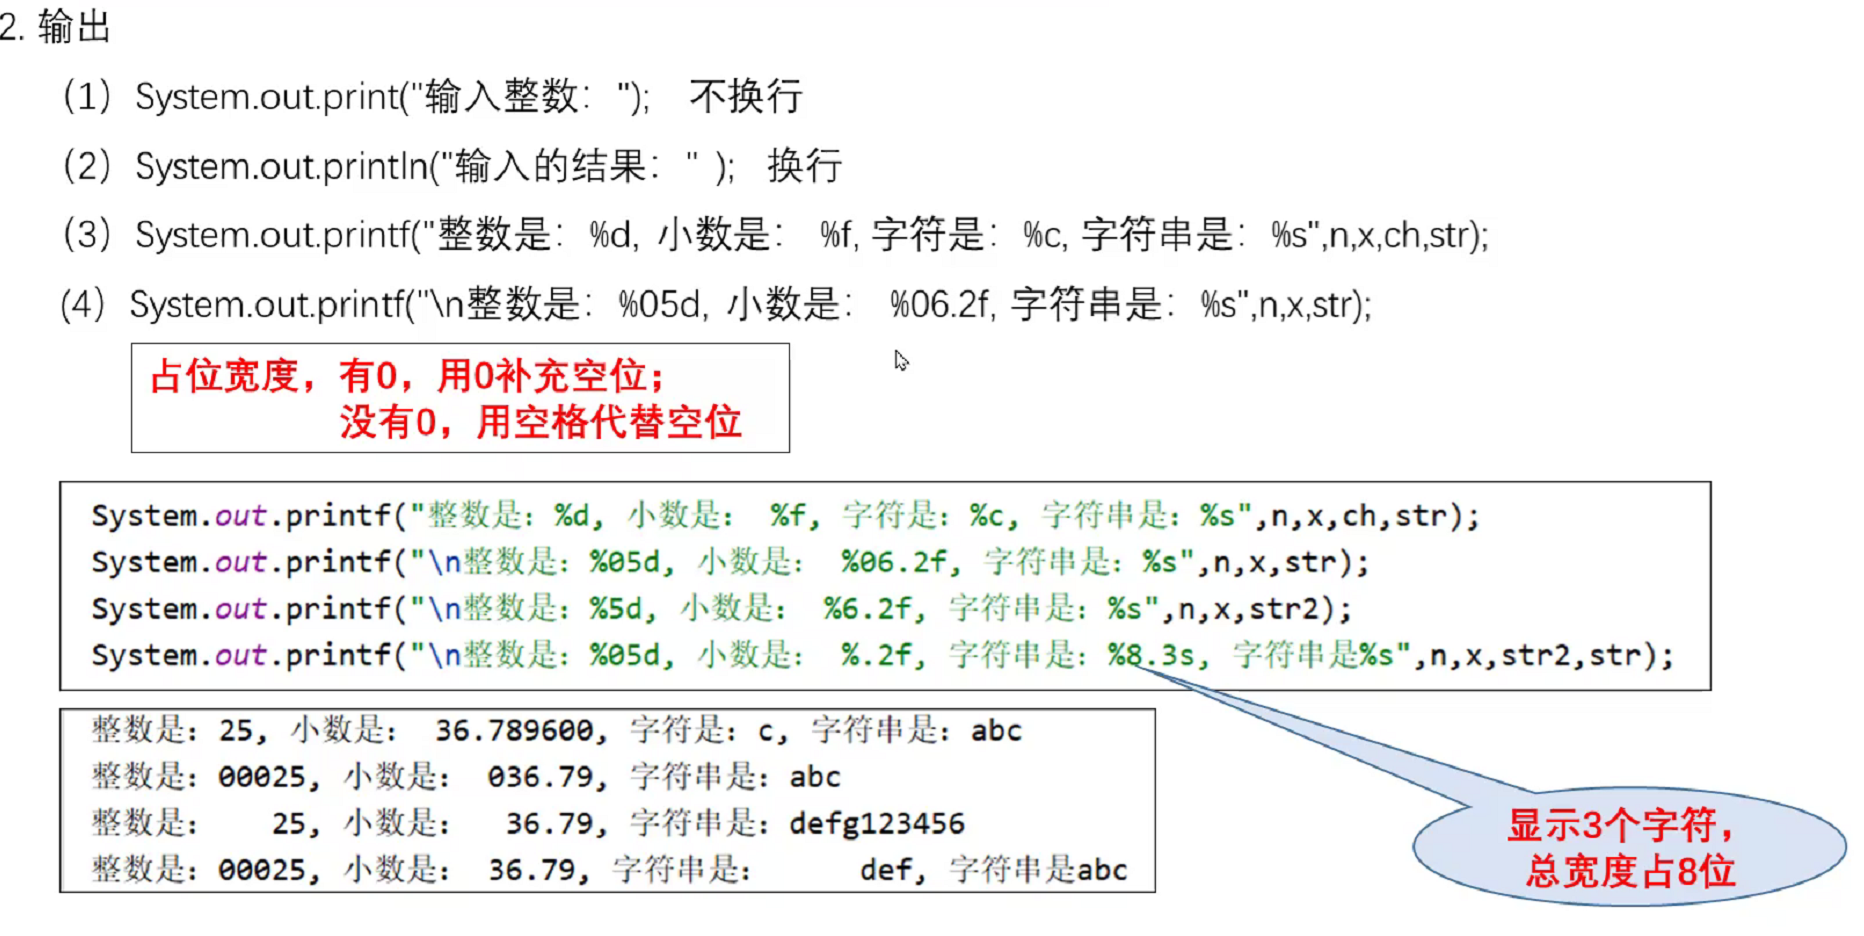 2. 输出
（1）System.out.print("输入整数： "); 不换行
（2）System.out.println("输入的结果： " ); 换行
（3）System.out.printf("整数是： %d, 小数是： %f, 字符是： %c, 字符串是： %s",n,x,ch,str);
(4）System.out.printf("\n整数是： %05d, 小数是： %06.2f, 字符串是： %s",n,x,str);
占位宽度，有0，用0补充空位；
没有0，用空格代替空位
System.out.printf("整数是：%d, 小数是： %f, 字符是：%c, 字符串是：%s",n,x,ch,str);
System.out.printf("\n整数是：%05d, 小数是： %06.2f, 字符串是：%s",n,x,str);
System.out.printf("\n整数是：%5d, 小数是： %6.2f, 字符串是：%s",n,x,str2);
System.out.printf("\n整数是：%05d, 小数是： %.2f, 字符串是：%8.3s, 字符串是%s",n,x,str2,str);
整数是：25, 小数是： 36.789600, 字符是：c, 字符串是：abc
整数是：00025, 小数是： 036.79, 字符串是：abc
整数是：   25, 小数是：  36.79, 字符串是：defg123456
整数是：00025, 小数是： 36.79, 字符串是：     def, 字符串是abc
显示3个字符，
总宽度占8位